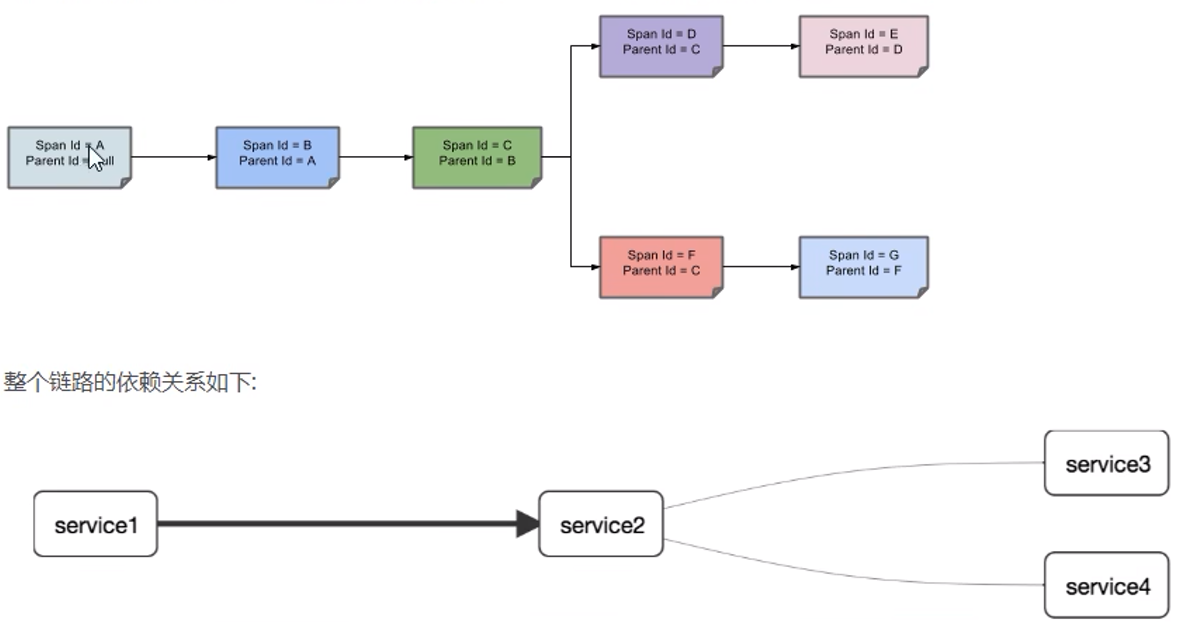 Span Id = D
Parent Id = C
Span Id = E
Parent Id = D
Span Id = A
Parent Id = null
Span Id = B
Parent Id = A
Span Id = C
Parent Id = B
Span Id = F
Parent Id = C
Span Id = G
Parent Id = F
整个链路的依赖关系如下:
service3
service1
service2
service4